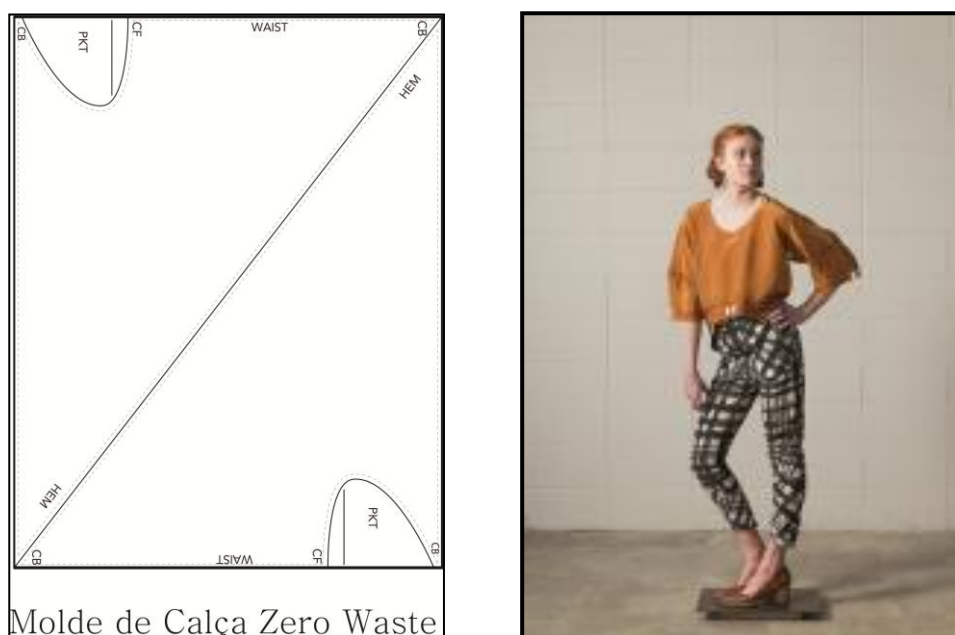 CB
PKT
CF
WAIST
CB
HEM
HEM
CB
WAIST
CF
PKT
CB
Molde de Calça Zero Waste